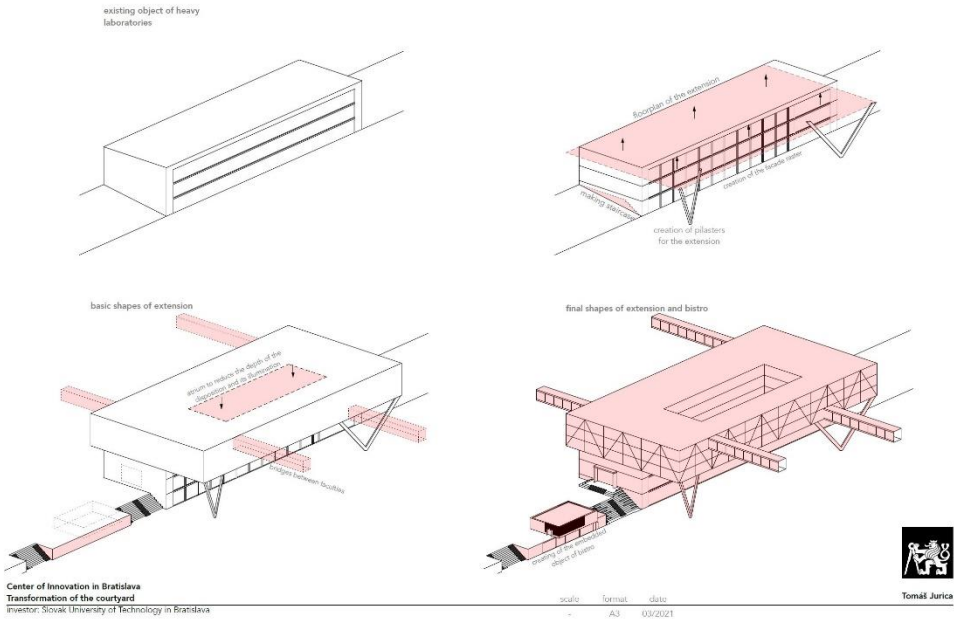 existing object of heavy
laboratories
floorplan of the extension
creation of the facade raster
making staircase
creation of pilasters
for the extension
basic shapes of extension
atrium to reduce the depth of the
disposition and its illumination
bridges between faculties
final shapes of extension and bistro
creating of the embedded
object of bistro
Center of Innovation in Bratislava
Transformation of the courtyard
investor: Slovak University of Technology in Bratislava
scale format date
- A3 03/2021
Tomáš Jurica